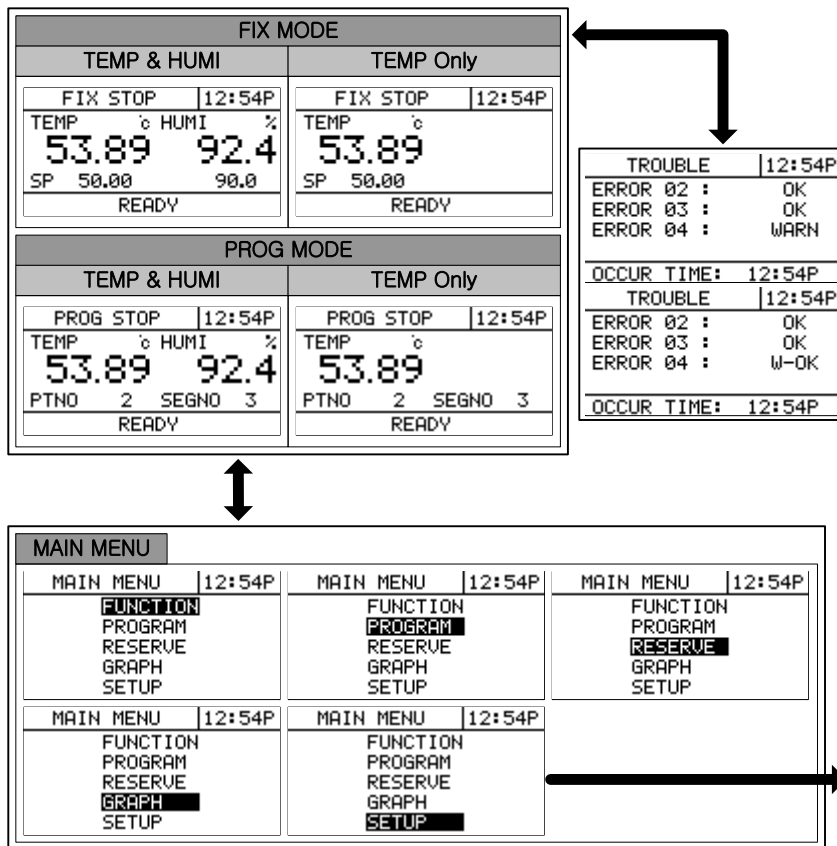 FIX MODE
TEMP & HUMI
TEMP Only
FIX STOP 12:54P
TEMP ℃ HUMI %
53.89 92.4
SP 50.00 90.0
READY
FIX STOP 12:54P
TEMP ℃
53.89
SP 50.00
READY
PROG MODE
TEMP & HUMI
TEMP Only
PROG STOP 12:54P
TEMP ℃ HUMI %
53.89 92.4
PTNO 2 SEGNO 3
READY
PROG STOP 12:54P
TEMP ℃
53.89
PTNO 2 SEGNO 3
READY
TROUBLE 12:54P
ERROR 02 : OK
ERROR 03 : OK
ERROR 04 : WARN
OCCUR TIME: 12:54P
TROUBLE 12:54P
ERROR 02 : OK
ERROR 03 : OK
ERROR 04 : W-OK
OCCUR TIME: 12:54P
MAIN MENU
MAIN MENU 12:54P
FUNCTION
PROGRAM
RESERVE
GRAPH
SETUP
MAIN MENU 12:54P
FUNCTION
PROGRAM
RESERVE
GRAPH
SETUP
MAIN MENU 12:54P
FUNCTION
PROGRAM
RESERVE
GRAPH
SETUP
MAIN MENU 12:54P
FUNCTION
PROGRAM
RESERVE
GRAPH
SETUP
MAIN MENU 12:54P
FUNCTION
PROGRAM
RESERVE
GRAPH
SETUP